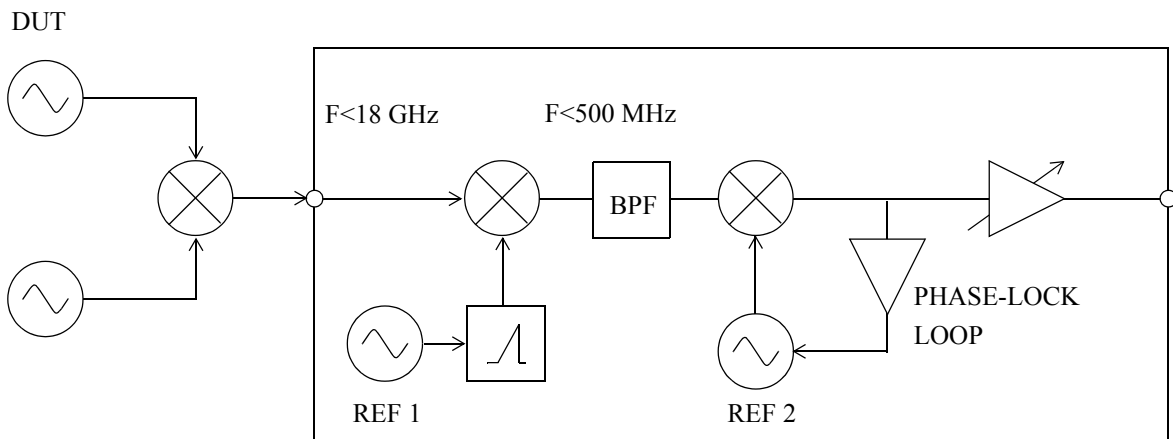 DUT
F<18 GHz
F<500 MHz
BPF
PHASE-LOCK
LOOP
REF 1
REF 2